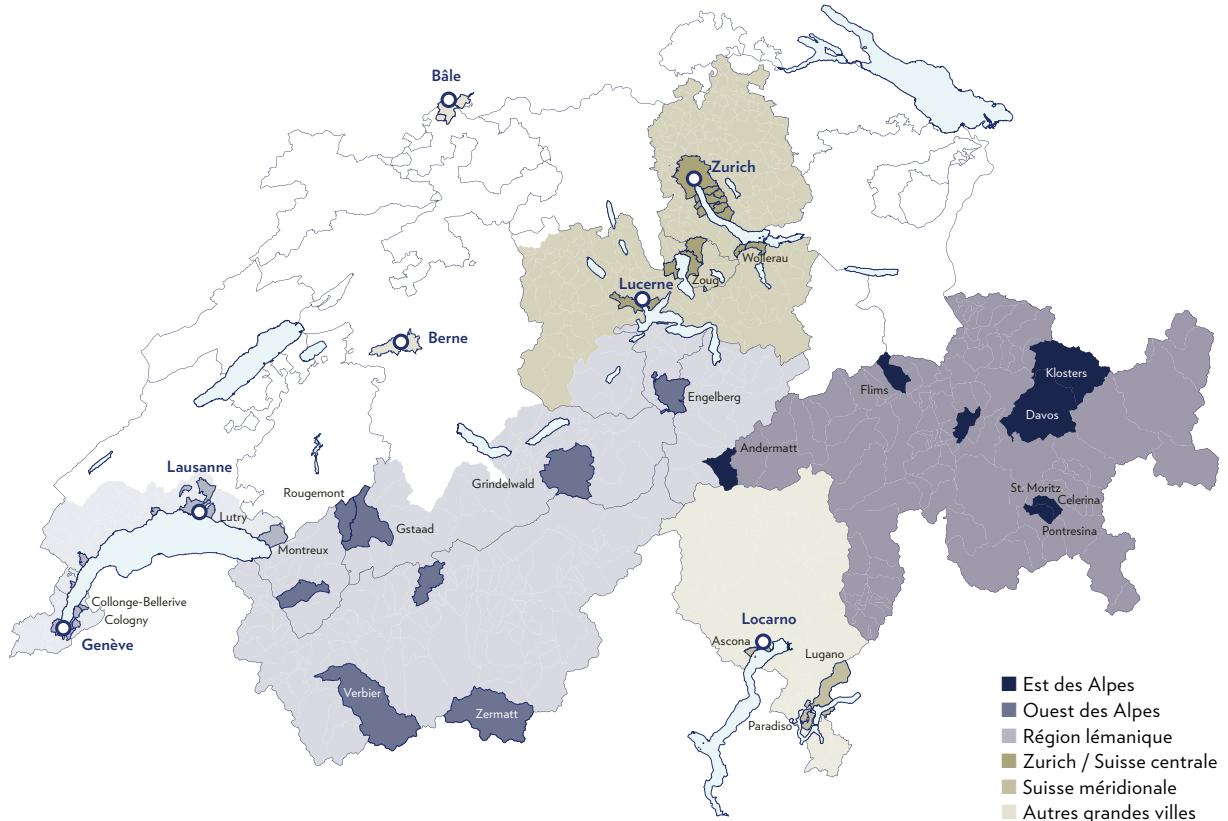 Bâle
Zurich
Wollerau
Zoug
Lucerne
Berne
Klosters
Flims
Davos
Engelberg
Andermatt
Lausanne
Grindelwald
Rougemont
St. Moritz
Celerina
Lutry
Gstaad
Pontresina
Montreux
Collonge-Bellerive
Cologny
Locarno
Genève
Ascona
Lugano
Verbier
Zermatt
Paradiso
Est des Alpes
Ouest des Alpes
Région lémanique
Zurich / Suisse centrale
Suisse méridionale
Autres grandes villes